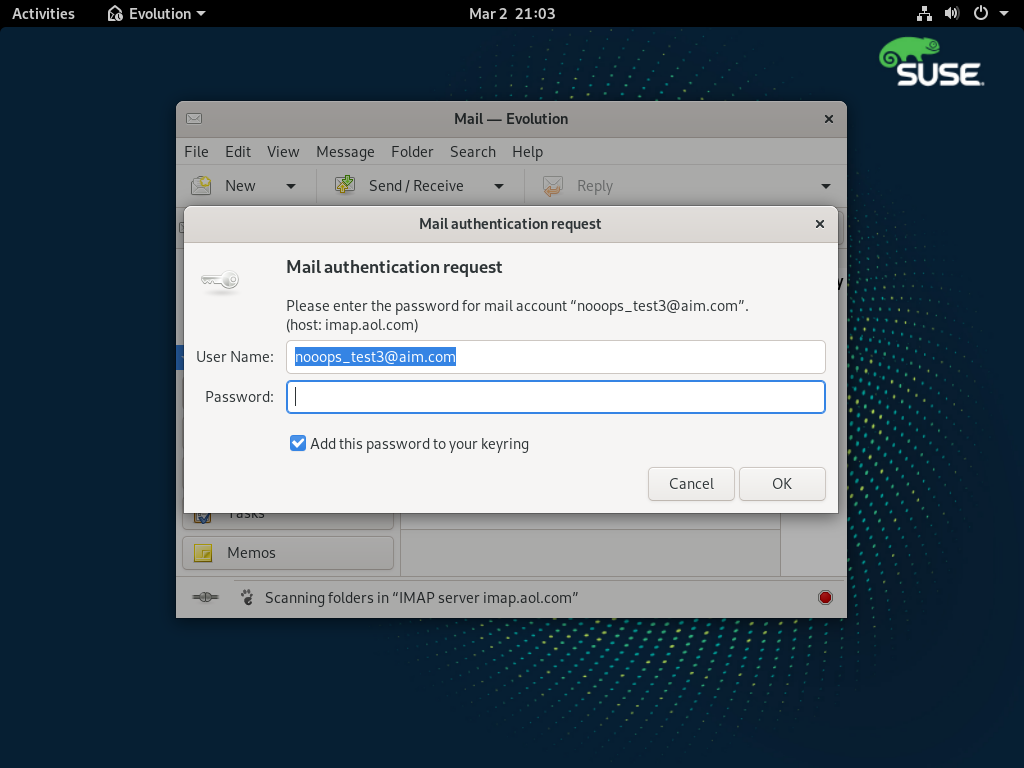 Activities Evolution Mar 2 21:03
SUSE
Mail — Evolution
File Edit View Message Folder Search Help
New Send / Receive Reply
Mail authentication request
Mail authentication request
Please enter the password for mail account “nooops_test3@aim.com”.
(host: imap.aol.com)
User Name: nooops_test3@aim.com
Password:
Add this password to your keyring
Cancel OK
Tasks
Memos
Scanning folders in “IMAP server imap.aol.com”